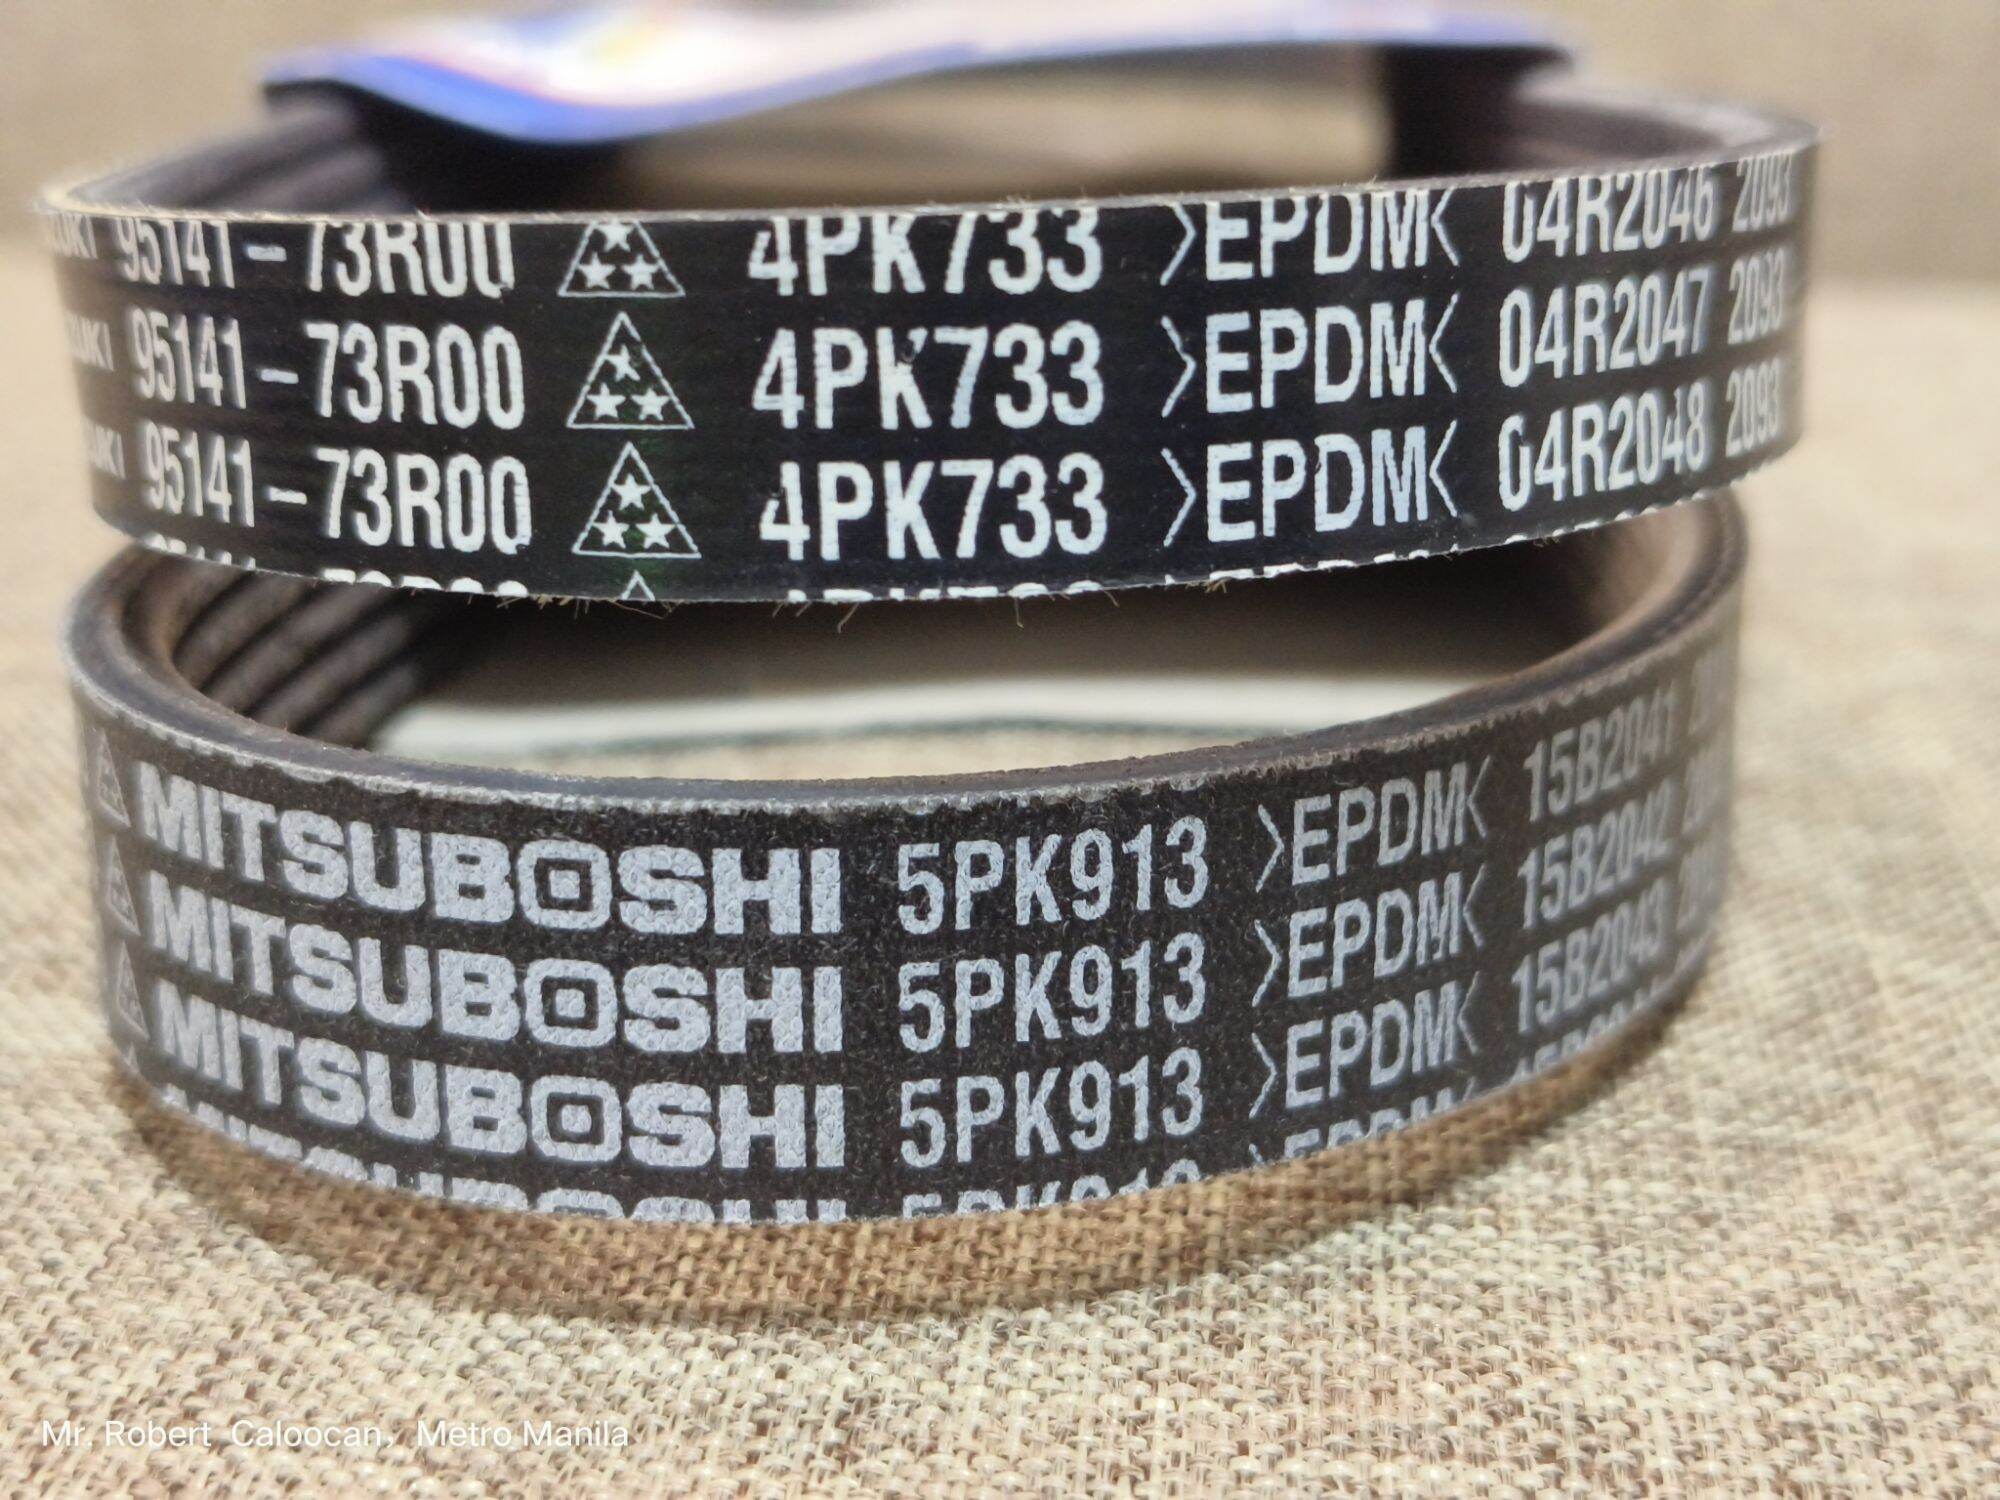 95141-73R00 4PK733 >EPDM< 04R2046 2093
95141-73R00 4PK733 >EPDM< 04R2047 2093
95141-73R00 4PK733 >EPDM< 04R2048 2093
MITSUBOSHI 5PK913 >EPDM< 15B2041
MITSUBOSHI 5PK913 >EPDM< 15B2042
MITSUBOSHI 5PK913 >EPDM< 15B2043
MITSUBOSHI 5PK913 >EPDM<
Mr. Robert Caloocan, Metro Manila